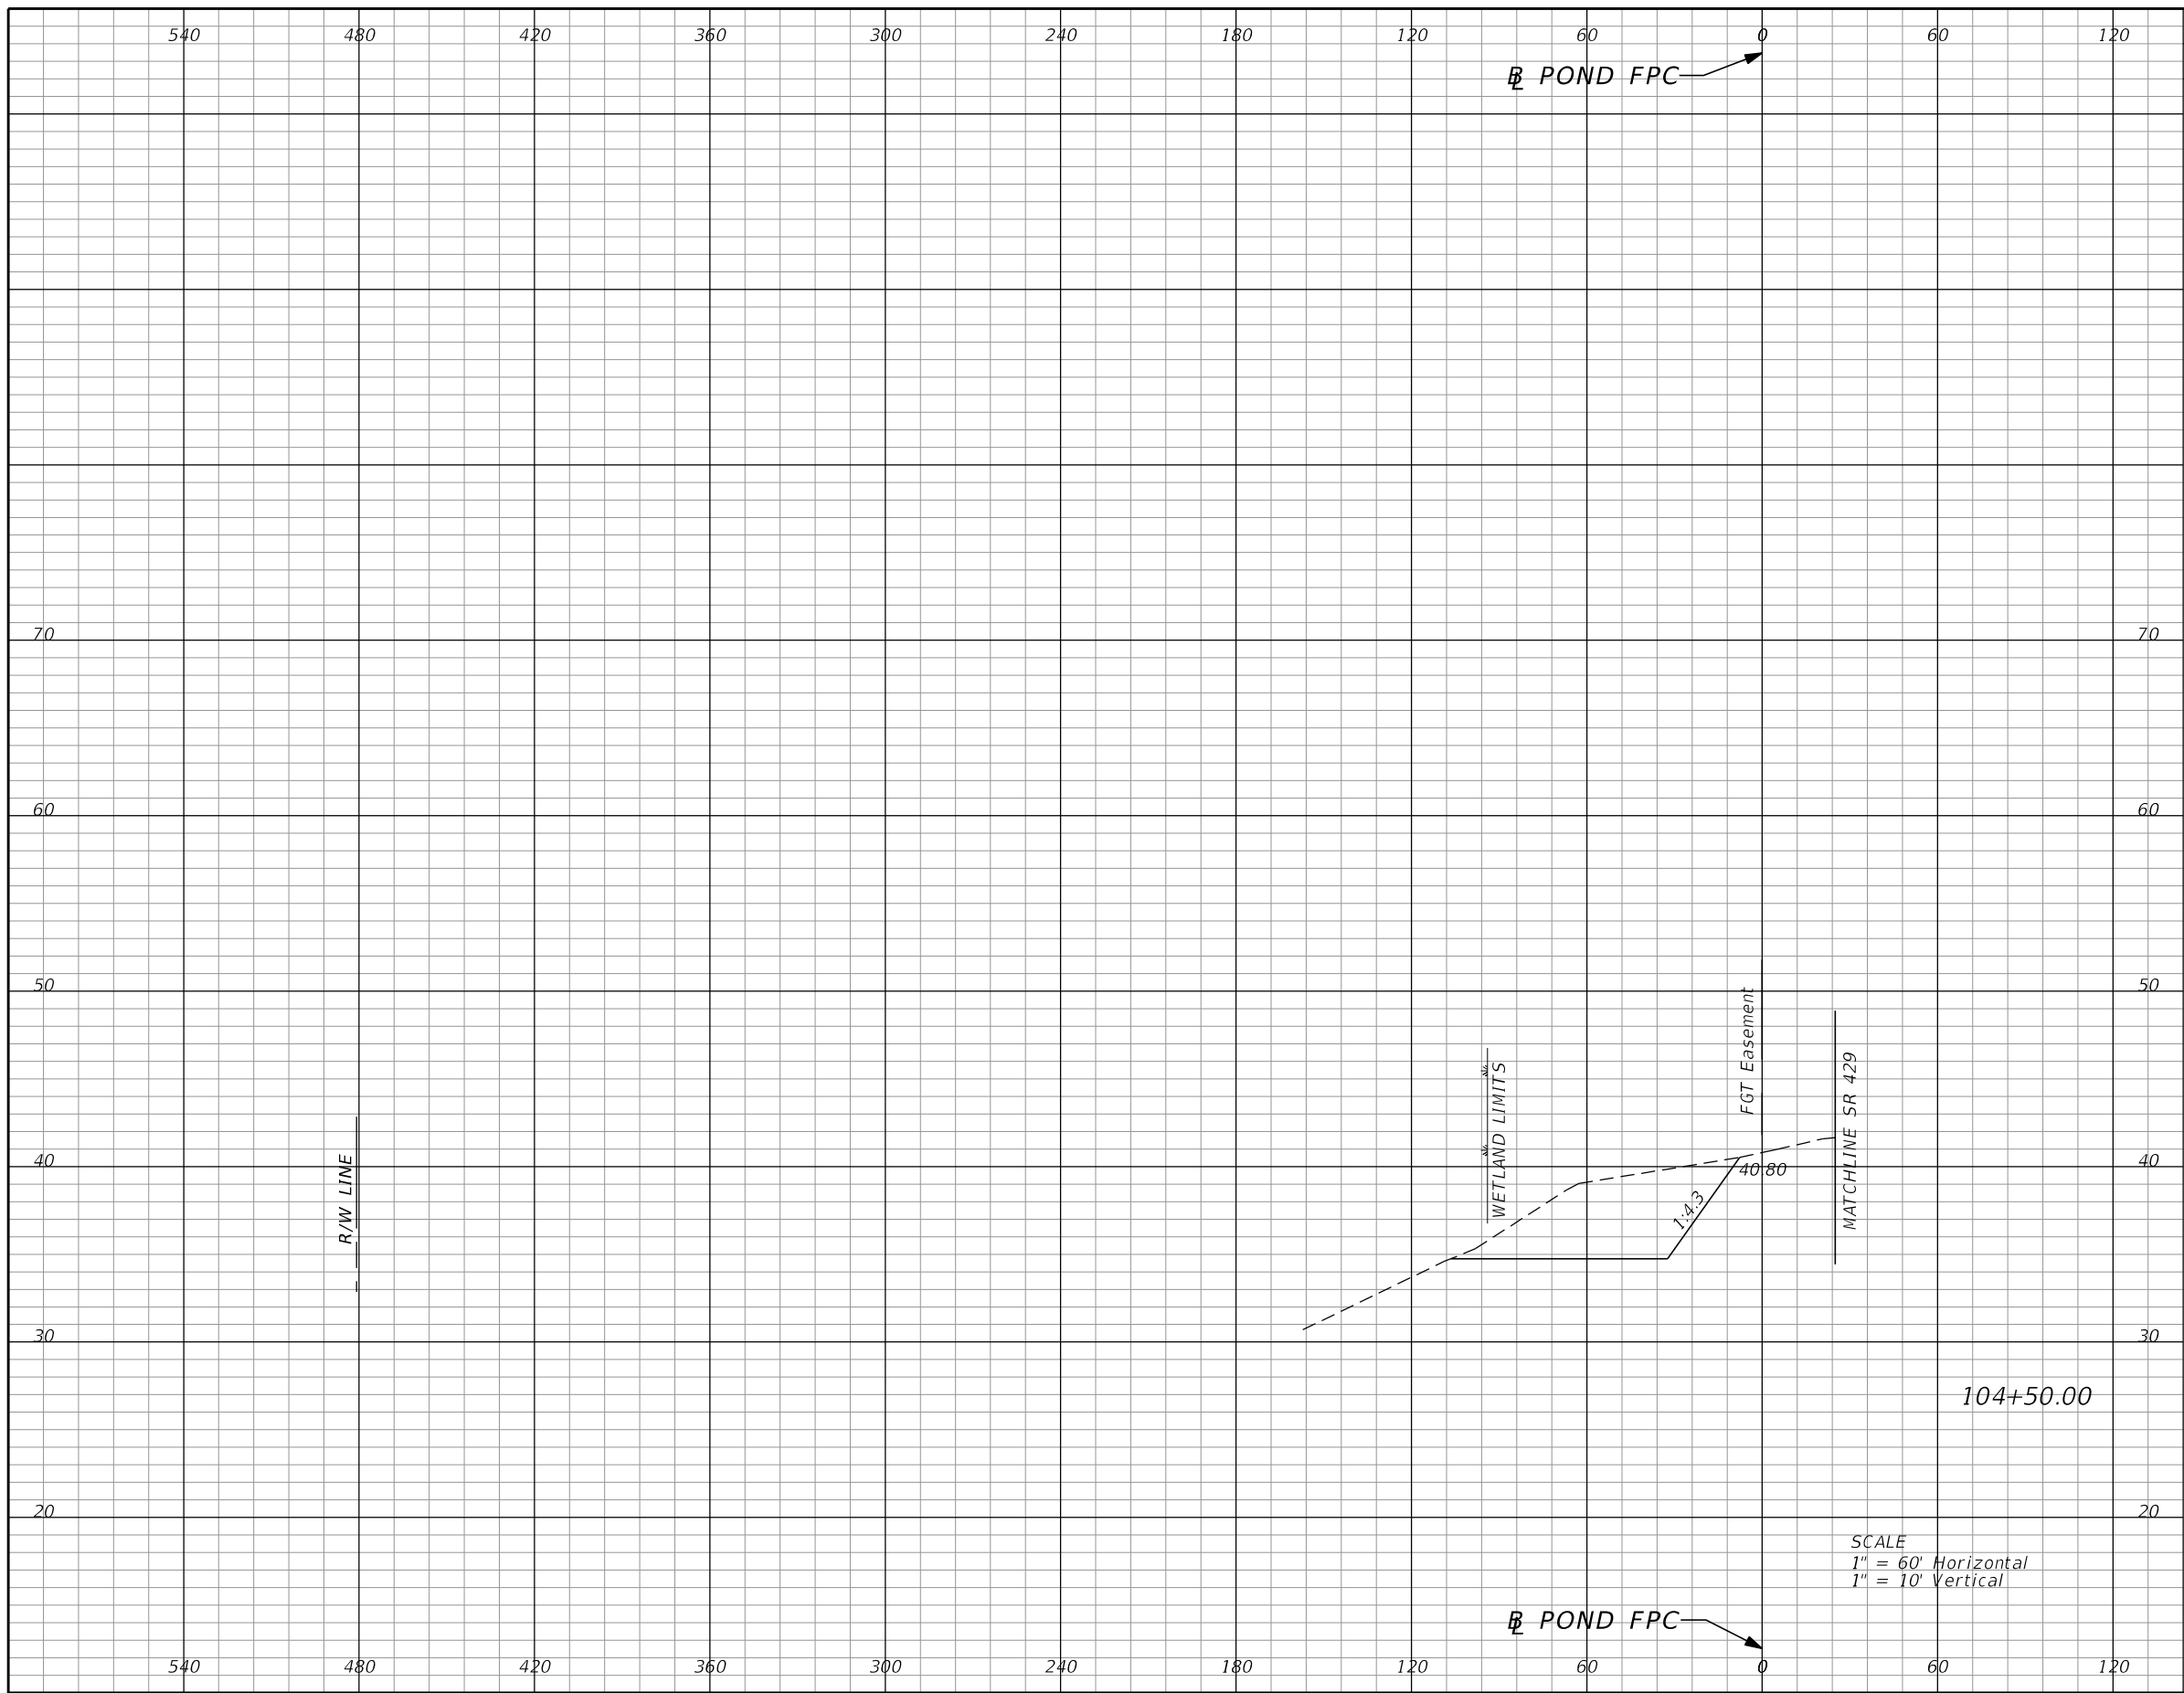 540 480 420 360 300 240 180 120 60 0 60 120
BL POND FPC
70 70
60 60
50 50
FGT Easement
WETLAND LIMITS
MATCHLINE SR 429
R/W LINE
40 40
40.80
1:4.3
30 30
104+50.00
20 20
SCALE
1" = 60' Horizontal
1" = 10' Vertical
BL POND FPC
540 480 420 360 300 240 180 120 60 0 60 120